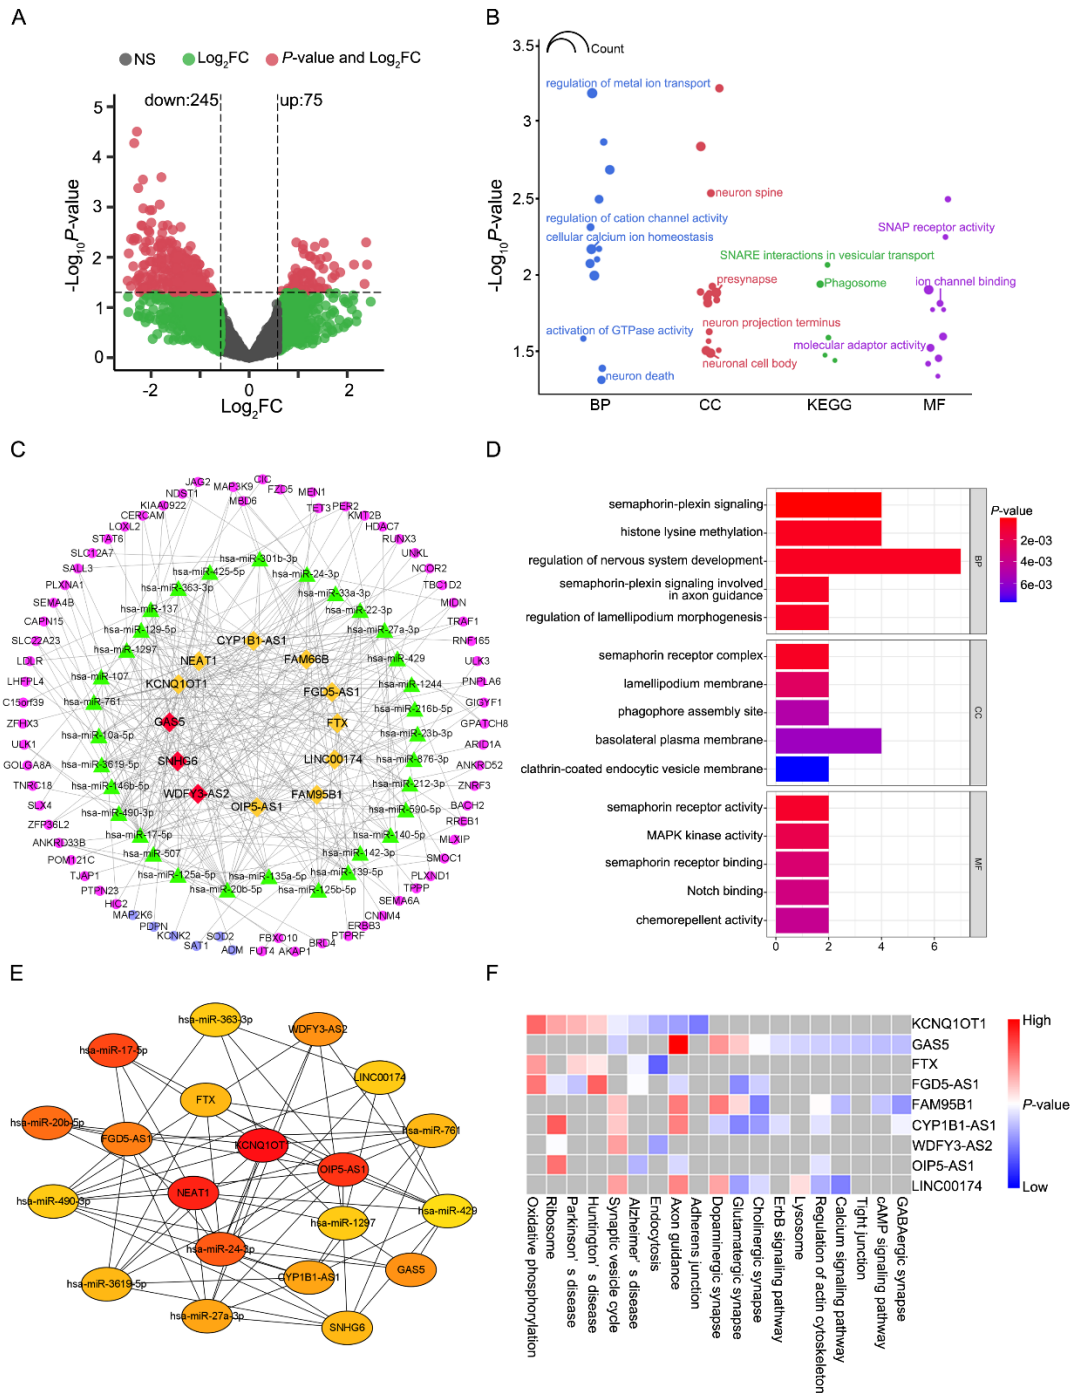 A
NS
Log2FC
P-value and Log2FC
down:245
up:75
5
4
3
2
1
0
-Log10P-value
-2
0
2
Log2FC
B
3.5
3
2.5
2
1.5
-Log10P-value
Count
regulation of metal ion transport
neuron spine
regulation of cation channel activity
SNAP receptor activity
cellular calcium ion homeostasis
SNARE interactions in vesicular transport
presynapse
Phagosome
ion channel binding
neuron projection terminus
activation of GTPase activity
molecular adaptor activity
neuronal cell body
neuron death
BP
CC
KEGG
MF
C
JAG2
MAP3K9
CIC
FZD5
MEN1
NDST1
MBD6
TET3
PER2
KIAA0922
KMT2B
CERCAM
HDAC7
LOXL2
RUNX3
STAT6
UNKL
SLC12A7
NCOR2
SALL3
TBC1D2
PLXNA1
MIDN
SEMA4B
TRAF1
CAPN15
RNF165
SLC22A23
ULK3
LDLR
PNPLA6
LHFPL4
GIGYF1
C15orf39
GPATCH8
ZFHX3
ARID1A
ULK1
ANKRD52
GOLGA8A
ZNRF3
TNRC18
BACH2
SLX4
RREB1
ZFP36L2
MLXIP
ANKRD33B
SMOC1
POM121C
PLXND1
TJAP1
TPPP
PTPN23
SEMA6A
HIC2
CNNM4
MAP2K6
ERBB3
PDPN
PTPRF
KCNK2
BRD4
SAT1
SOD2
FBXO10
AKAP1
ADM
FUT4
hsa-miR-301b-3p
hsa-miR-425-5p
hsa-miR-24-3p
hsa-miR-363-3p
hsa-miR-33a-3p
hsa-miR-137
hsa-miR-22-3p
hsa-miR-129-5p
hsa-miR-27a-3p
hsa-miR-1297
hsa-miR-429
hsa-miR-107
hsa-miR-1244
hsa-miR-761
hsa-miR-216b-5p
hsa-miR-10a-5p
hsa-miR-23b-3p
hsa-miR-3619-5p
hsa-miR-876-3p
hsa-miR-146b-5p
hsa-miR-212-3p
hsa-miR-490-3p
hsa-miR-590-5p
hsa-miR-17-5p
hsa-miR-140-5p
hsa-miR-507
hsa-miR-142-3p
hsa-miR-125a-5p
hsa-miR-139-5p
hsa-miR-20b-5p
hsa-miR-135a-5p
hsa-miR-125b-5p
CYP1B1-AS1
NEAT1
FAM66B
KCNQ1OT1
FGD5-AS1
GAS5
FTX
SNHG6
LINC00174
WDFY3-AS2
FAM95B1
OIP5-AS1
D
semaphorin-plexin signaling
histone lysine methylation
regulation of nervous system development
semaphorin-plexin signaling involved
in axon guidance
regulation of lamellipodium morphogenesis
BP
semaphorin receptor complex
lamellipodium membrane
phagophore assembly site
basolateral plasma membrane
clathrin-coated endocytic vesicle membrane
CC
semaphorin receptor activity
MAPK kinase activity
semaphorin receptor binding
Notch binding
chemorepellent activity
MF
0
2
4
6
P-value
2e-03
4e-03
6e-03
E
hsa-miR-363-3p
WDFY3-AS2
hsa-miR-17-5p
LINC00174
FTX
hsa-miR-20b-5p
FGD5-AS1
KCNQ1OT1
hsa-miR-761
OIP5-AS1
NEAT1
hsa-miR-490-3p
hsa-miR-429
hsa-miR-1297
hsa-miR-24-3p
GAS5
hsa-miR-3619-5p
CYP1B1-AS1
hsa-miR-27a-3p
SNHG6
F
KCNQ1OT1
GAS5
FTX
FGD5-AS1
FAM95B1
CYP1B1-AS1
WDFY3-AS2
OIP5-AS1
LINC00174
Oxidative phosphorylation
Ribosome
Parkinson's disease
Huntington's disease
Synaptic vesicle cycle
Alzheimer's disease
Endocytosis
Axon guidance
Adherens junction
Dopaminergic synapse
Glutamatergic synapse
Cholinergic synapse
ErbB signaling pathway
Lysosome
Regulation of actin cytoskeleton
Calcium signaling pathway
Tight junction
cAMP signaling pathway
GABAergic synapse
High
P-value
Low